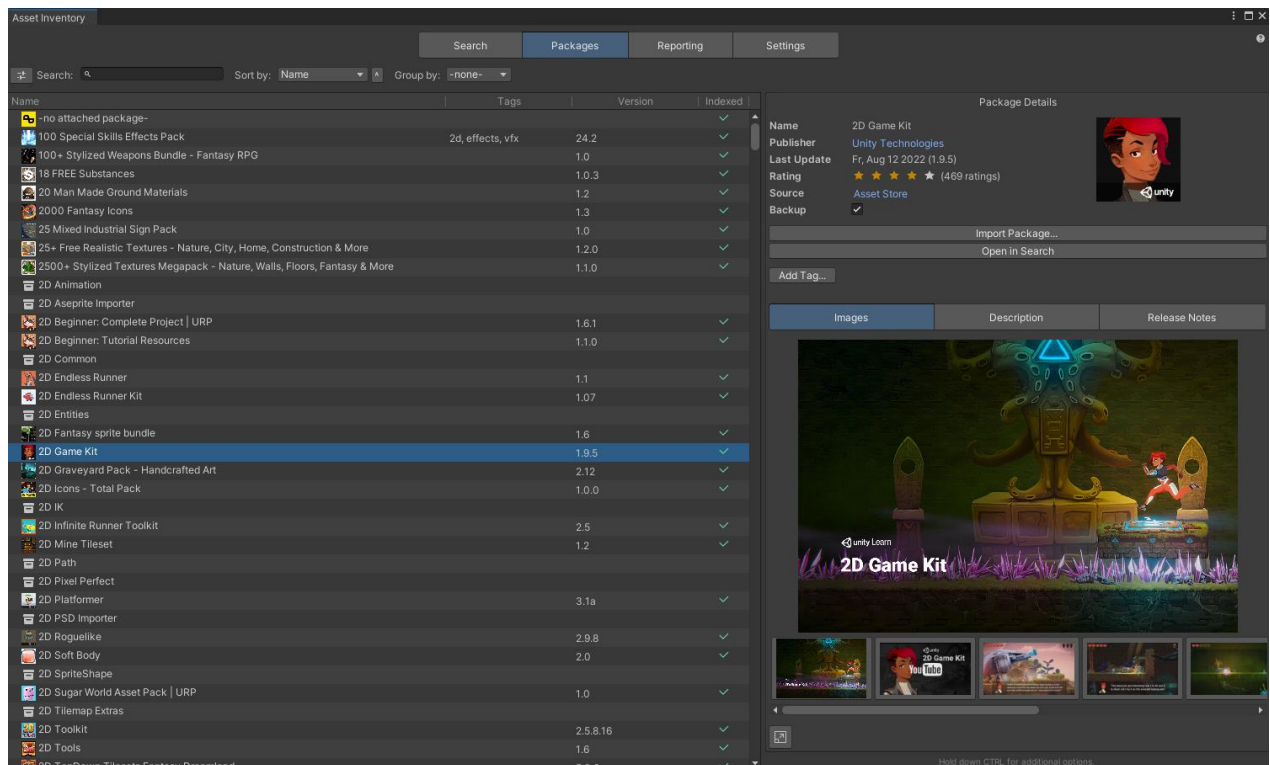 Asset Inventory
Search Packages Reporting Settings
Search: Sort by: Name Group by: -none-
Name Tags Version Indexed
-no attached package-
100 Special Skills Effects Pack 2d, effects, vfx 24.2
100+ Stylized Weapons Bundle - Fantasy RPG 1.0
18 FREE Substances 1.0.3
20 Man Made Ground Materials 1.2
2000 Fantasy Icons 1.3
25 Mixed Industrial Sign Pack 1.0
25+ Free Realistic Textures - Nature, City, Home, Construction & More 1.2.0
2500+ Stylized Textures Megapack - Nature, Walls, Floors, Fantasy & More 1.1.0
2D Animation
2D Aseprite Importer
2D Beginner: Complete Project | URP 1.6.1
2D Beginner: Tutorial Resources 1.1.0
2D Common
2D Endless Runner 1.1
2D Endless Runner Kit 1.07
2D Entities
2D Fantasy sprite bundle 1.6
2D Game Kit 1.9.5
2D Graveyard Pack - Handcrafted Art 2.12
2D Icons - Total Pack 1.0.0
2D IK
2D Infinite Runner Toolkit 2.5
2D Mine Tileset 1.2
2D Path
2D Pixel Perfect
2D Platformer 3.1a
2D PSD Importer
2D Roguelike 2.9.8
2D Soft Body 2.0
2D SpriteShape
2D Sugar World Asset Pack | URP 1.0
2D Tilemap Extras
2D Toolkit 2.5.8.16
2D Tools 1.6
Package Details
Name 2D Game Kit
Publisher Unity Technologies
Last Update Fr, Aug 12 2022 (1.9.5)
Rating (469 ratings)
Source Asset Store
Backup
unity
Import Package...
Open in Search
Add Tag...
Images Description Release Notes
unity Learn
2D Game Kit
2D Game Kit
YouTube
Hold down CTRL for additional options.